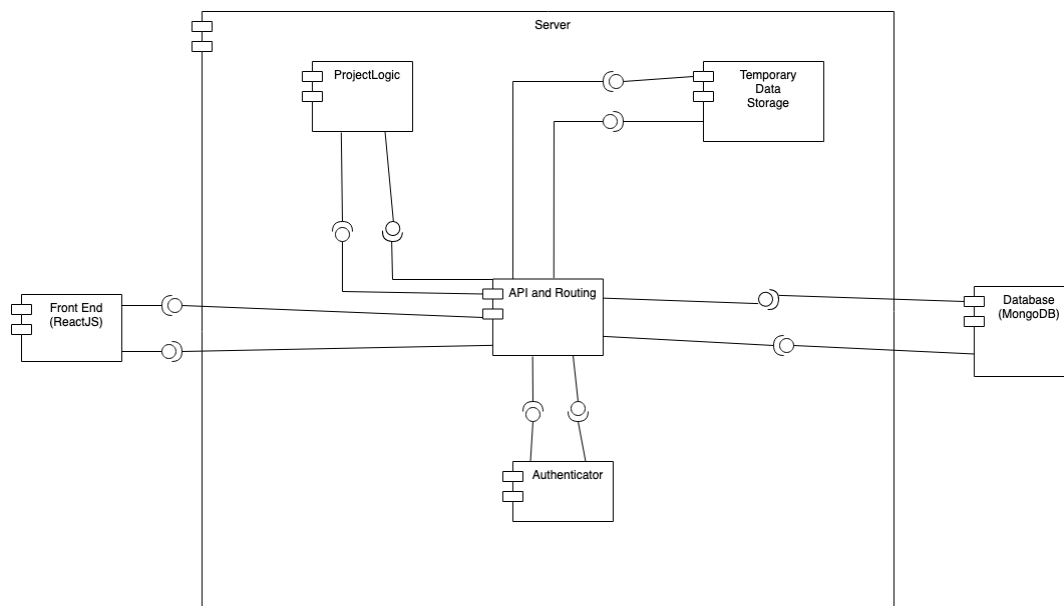 Server
ProjectLogic
Temporary
Data
Storage
API and Routing
Front End
(ReactJS)
Database
(MongoDB)
Authenticator